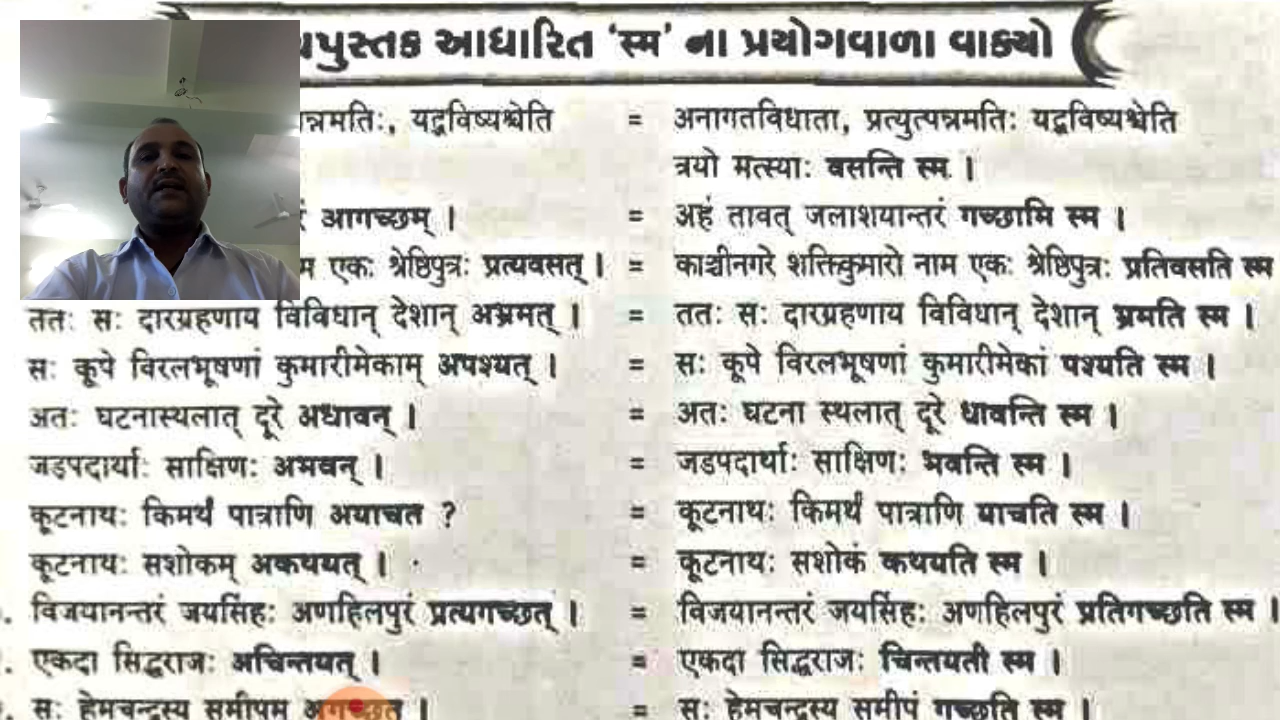 પુસ્તક આધારિત ‘स्म’ ના પ્રયોગવાળા વાક્યો
न्नमतिः, यद्भविष्यश्चेति = अनागतविधाता, प्रत्युत्पन्नमतिः यद्भविष्यश्चेति
त्रयो मत्स्याः वसन्ति स्म ।
आगच्छम् । = अहं तावत् जलाशयान्तरं गच्छामि स्म ।
एकः श्रेष्ठिपुत्रः प्रत्यवसत् । = काञ्चीनगरे शक्तिकुमारो नाम एकः श्रेष्ठिपुत्रः प्रतिवसति स्म
ततः सः दारग्रहणाय विविधान् देशान् अभ्रमत् । = ततः सः दारग्रहणाय विविधान् देशान् भ्रमति स्म ।
सः कूपे विरलभूषणां कुमारीमेकाम् अपश्यत् । = सः कूपे विरलभूषणां कुमारीमेकां पश्यति स्म ।
अतः घटनास्थलात् दूरे अधावन् । = अतः घटना स्थलात् दूरे धावन्ति स्म ।
जडपदार्थाः साक्षिणः अभवन् । = जडपदार्थाः साक्षिणः भवन्ति स्म ।
कूटनाथः किमर्थं पात्राणि अयाचत ? = कूटनाथः किमर्थं पात्राणि याचति स्म ।
कूटनाथः सशोकम् अकथयत् । = कूटनाथः सशोकं कथयति स्म ।
विजयानन्तरं जयसिंहः अणहिलपुरं प्रत्यगच्छत् । = विजयानन्तरं जयसिंहः अणहिलपुरं प्रतिगच्छति स्म ।
एकदा सिद्धराजः अचिन्तयत् । = एकदा सिद्धराजः चिन्तयती स्म ।
सः हेमचन्द्रस्य समीपम् अगच्छत् । = सः हेमचन्द्रस्य समीपं गच्छति स्म ।